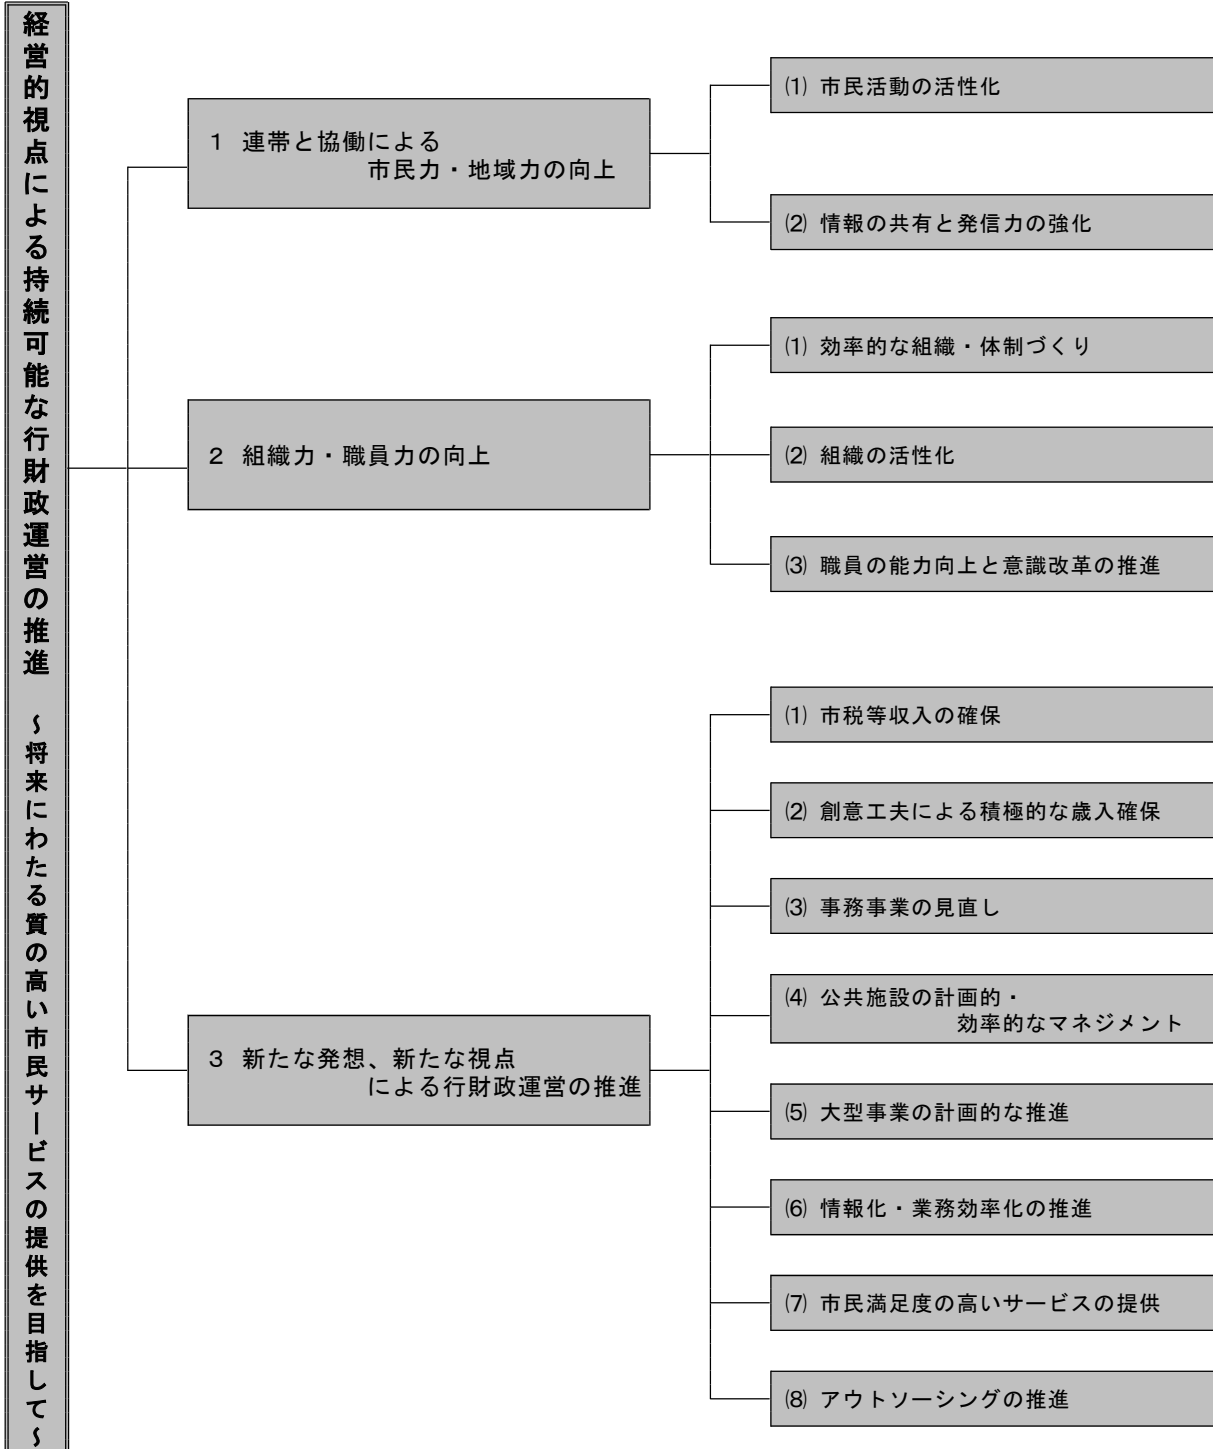 経営的視点による持続可能な行財政運営の推進 ～将来にわたる質の高い市民サービスの提供を目指して～
１ 連帯と協働による
市民力・地域力の向上
⑴ 市民活動の活性化
⑵ 情報の共有と発信力の強化
２ 組織力・職員力の向上
⑴ 効率的な組織・体制づくり
⑵ 組織の活性化
⑶ 職員の能力向上と意識改革の推進
３ 新たな発想、新たな視点
による行財政運営の推進
⑴ 市税等収入の確保
⑵ 創意工夫による積極的な歳入確保
⑶ 事務事業の見直し
⑷ 公共施設の計画的・
効率的なマネジメント
⑸ 大型事業の計画的な推進
⑹ 情報化・業務効率化の推進
⑺ 市民満足度の高いサービスの提供
⑻ アウトソーシングの推進